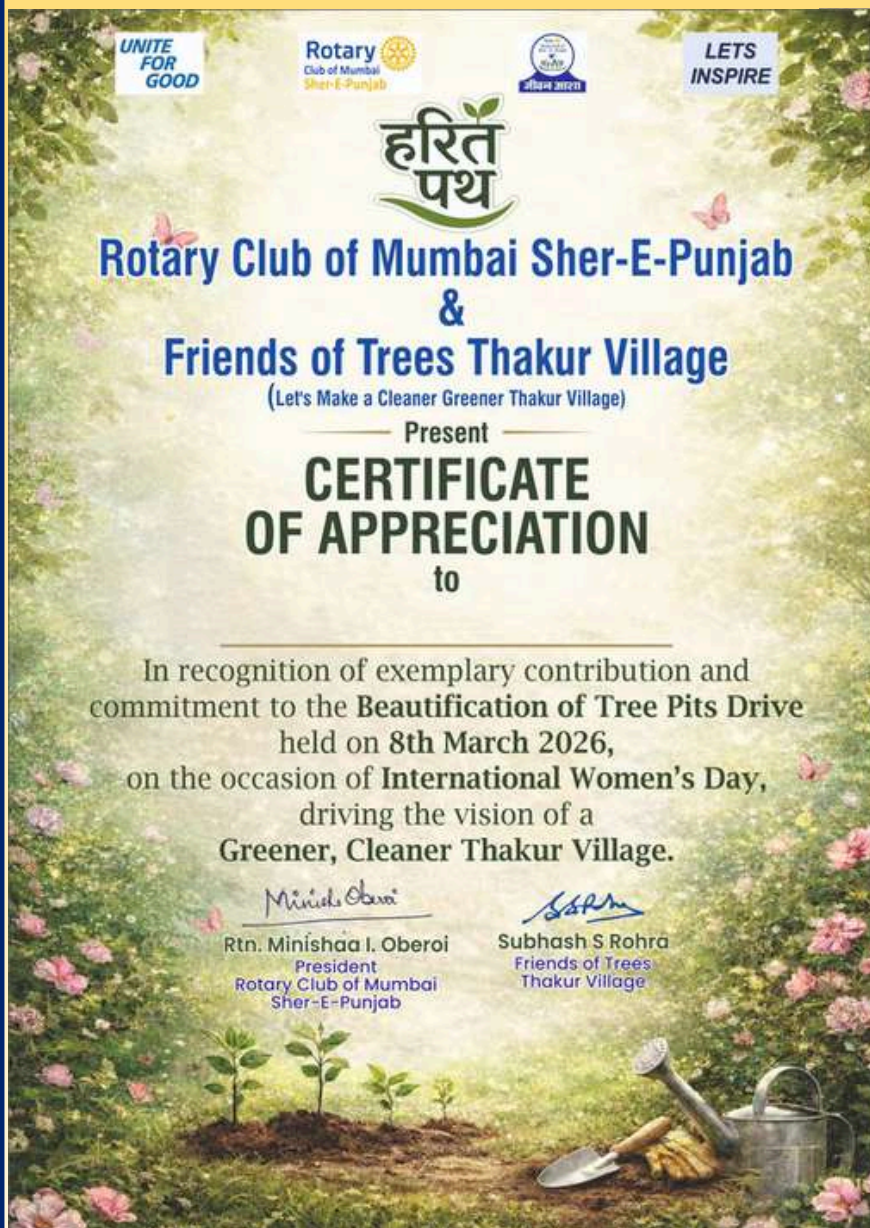 UNITE
FOR
GOOD
Rotary
Club of Mumbai
Sher-E-Punjab
जीवन आशा
LETS
INSPIRE
हरित
पथ
Rotary Club of Mumbai Sher-E-Punjab
&
Friends of Trees Thakur Village
(Let's Make a Cleaner Greener Thakur Village)
Present
CERTIFICATE
OF APPRECIATION
to
In recognition of exemplary contribution and
commitment to the Beautification of Tree Pits Drive
held on 8th March 2026,
on the occasion of International Women's Day,
driving the vision of a
Greener, Cleaner Thakur Village.
Rtn. Minishaa I. Oberoi
President
Rotary Club of Mumbai
Sher-E-Punjab
Subhash S Rohra
Friends of Trees
Thakur Village